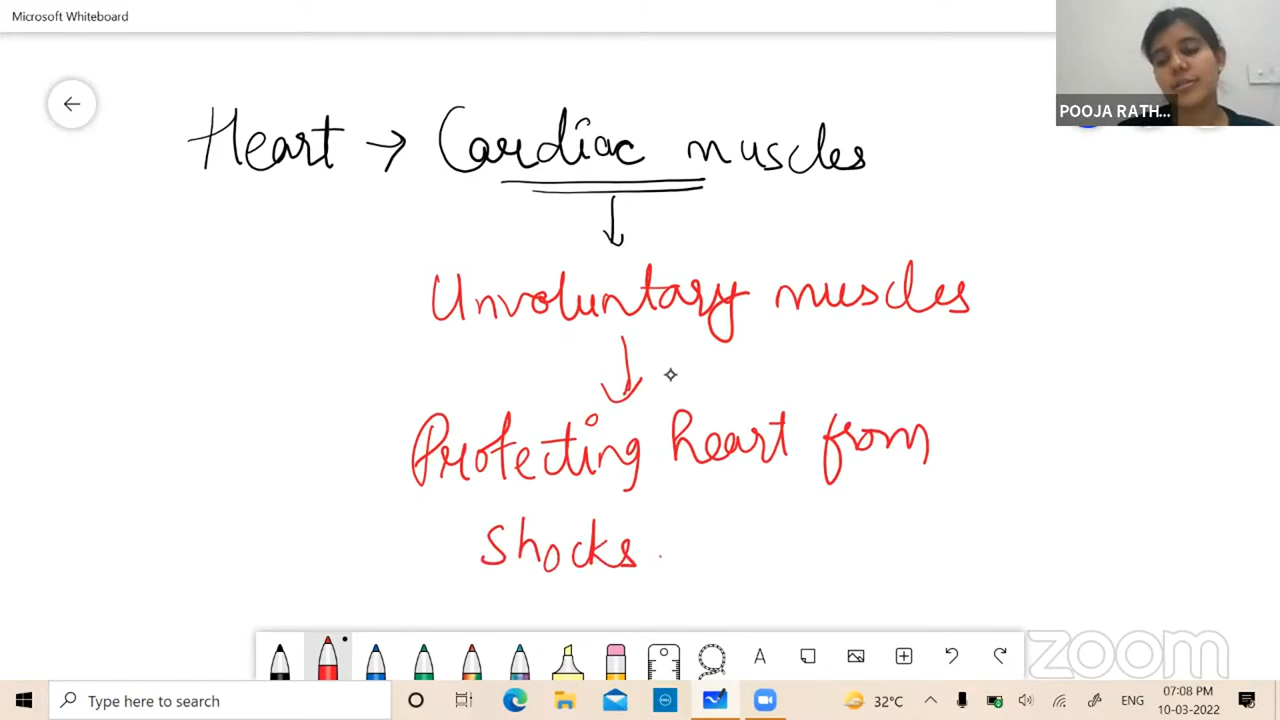 Microsoft Whiteboard
POOJA RATH...
Heart → Cardiac muscles
Unvoluntary muscles
Protecting heart from
shocks.
A
zoom
Type here to search
32°C
ENG
07:08 PM
10-03-2022